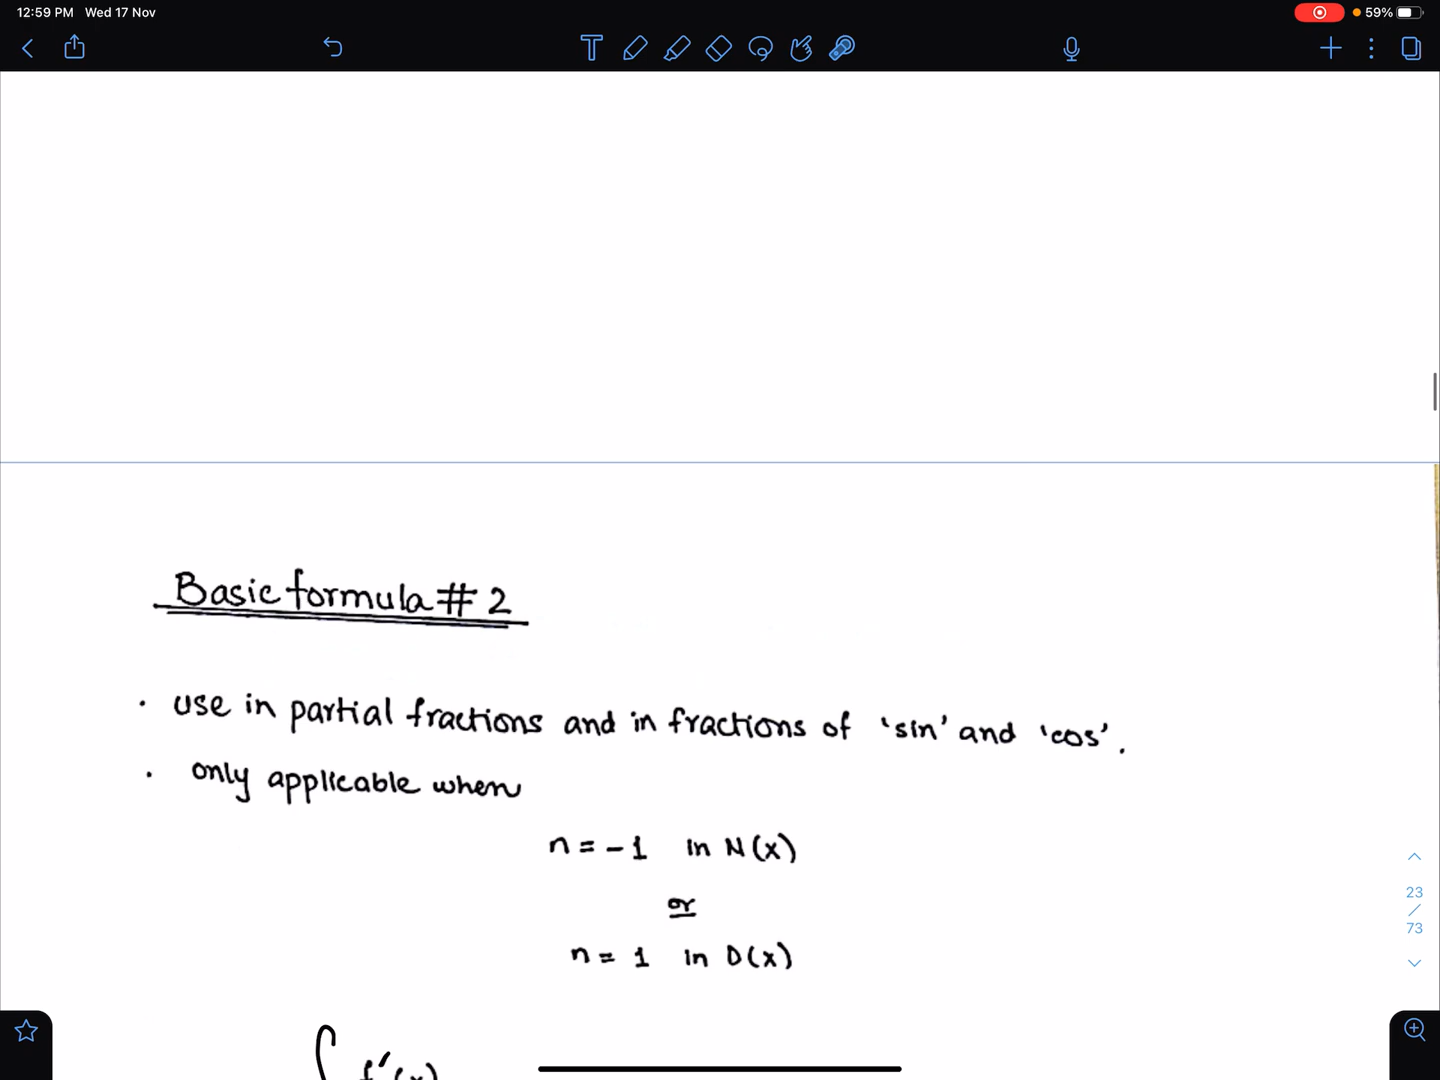 12:59 PM Wed 17 Nov
59%
Basic formula # 2
· use in partial fractions and in fractions of 'sin' and 'cos'.
· only applicable when
n = -1 in N(x)
or
n = 1 in D(x)
23
/
73
∫ f'(x)